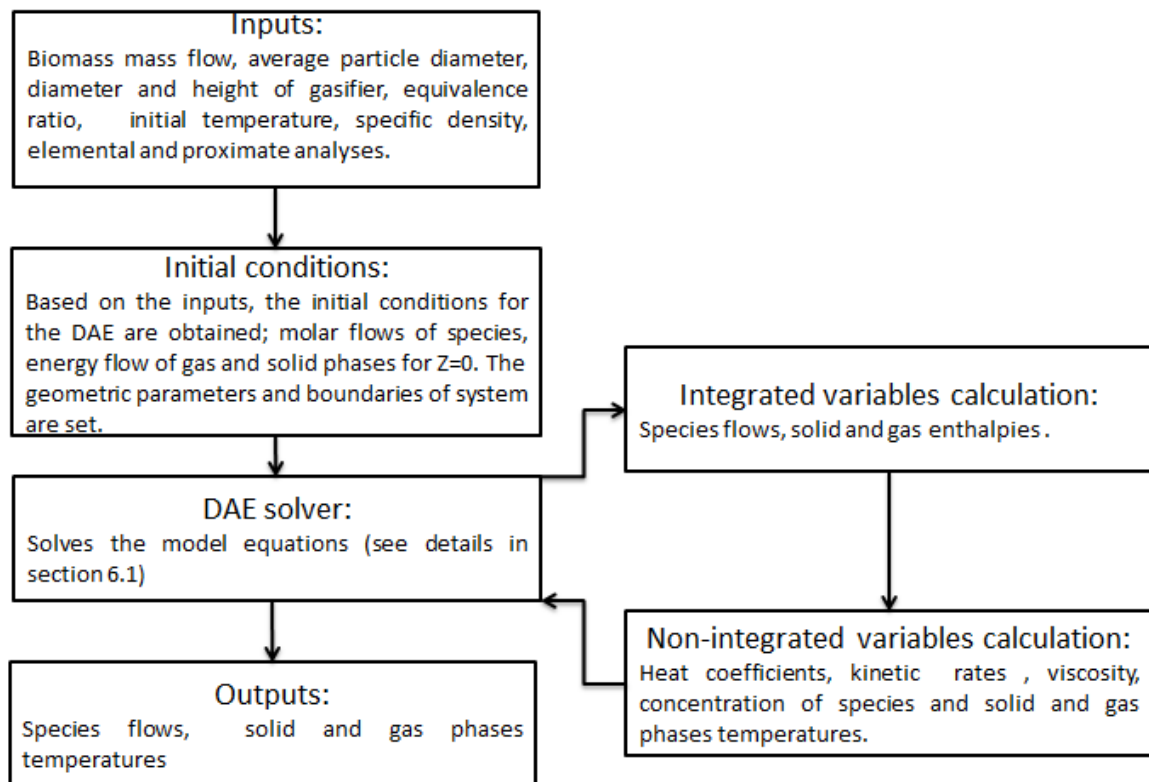 Inputs:
Biomass mass flow, average particle diameter,
diameter and height of gasifier, equivalence
ratio, initial temperature, specific density,
elemental and proximate analyses.
Initial conditions:
Based on the inputs, the initial conditions for
the DAE are obtained; molar flows of species,
energy flow of gas and solid phases for Z=0. The
geometric parameters and boundaries of system
are set.
DAE solver:
Solves the model equations (see details in
section 6.1)
Outputs:
Species flows, solid and gas phases
temperatures
Integrated variables calculation:
Species flows, solid and gas enthalpies .
Non-integrated variables calculation:
Heat coefficients, kinetic rates , viscosity,
concentration of species and solid and gas
phases temperatures.